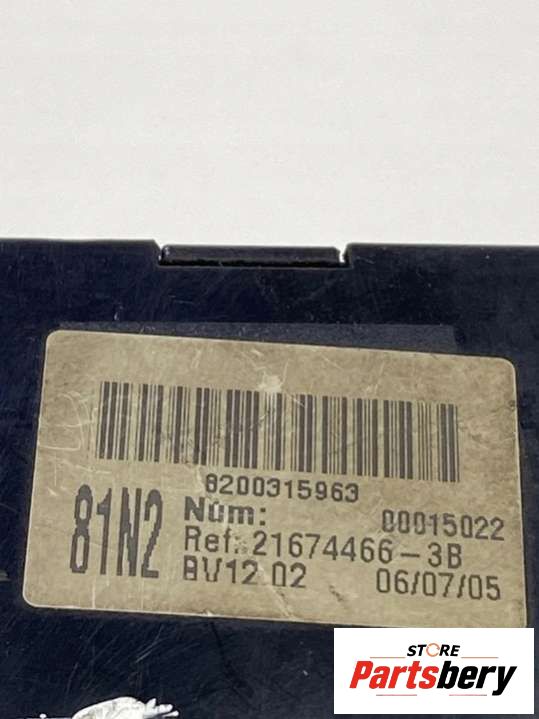 8200315963
81N2
Núm: 00015022
Ref.: 21674466-3B
BV12.02 06/07/05
STORE
Partsbery